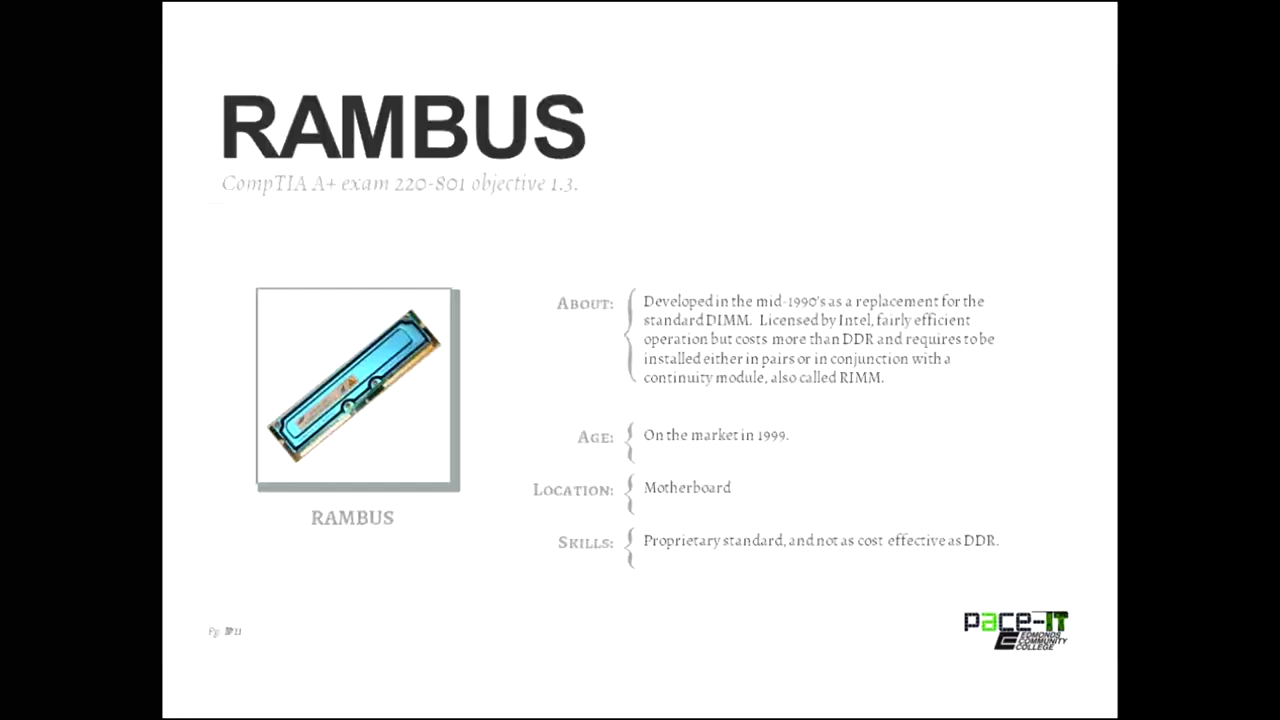 RAMBUS
CompTIA A+ exam 220-801 objective 1.3.
ABOUT:
Developed in the mid-1990's as a replacement for the
standard DIMM. Licensed by Intel, fairly efficient
operation but costs more than DDR and requires to be
installed either in pairs or in conjunction with a
continuity module, also called RIMM.
AGE:
On the market in 1999.
LOCATION:
Motherboard
SKILLS:
Proprietary standard, and not as cost effective as DDR.
RAMBUS
Pg.
pace-IT
EDMONDS
COMMUNITY
COLLEGE